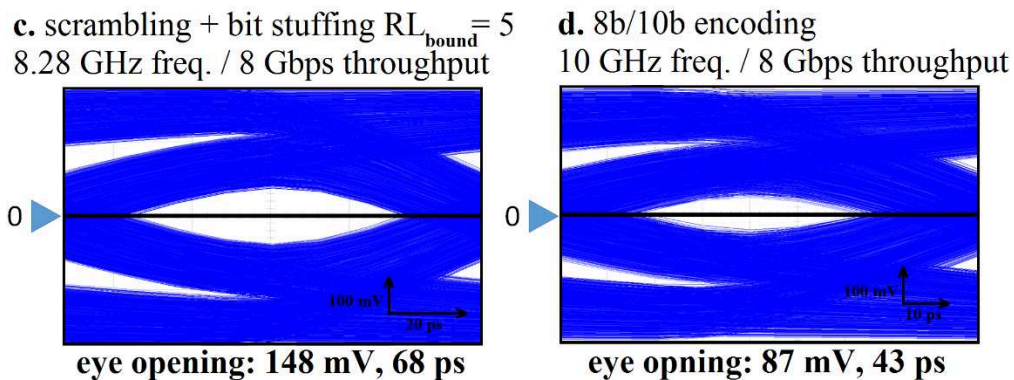 c. scrambling + bit stuffing RLbound= 5
8.28 GHz freq. / 8 Gbps throughput
0
100 mV
20 ps
eye opening: 148 mV, 68 ps
d. 8b/10b encoding
10 GHz freq. / 8 Gbps throughput
0
100 mV
10 ps
eye opning: 87 mV, 43 ps